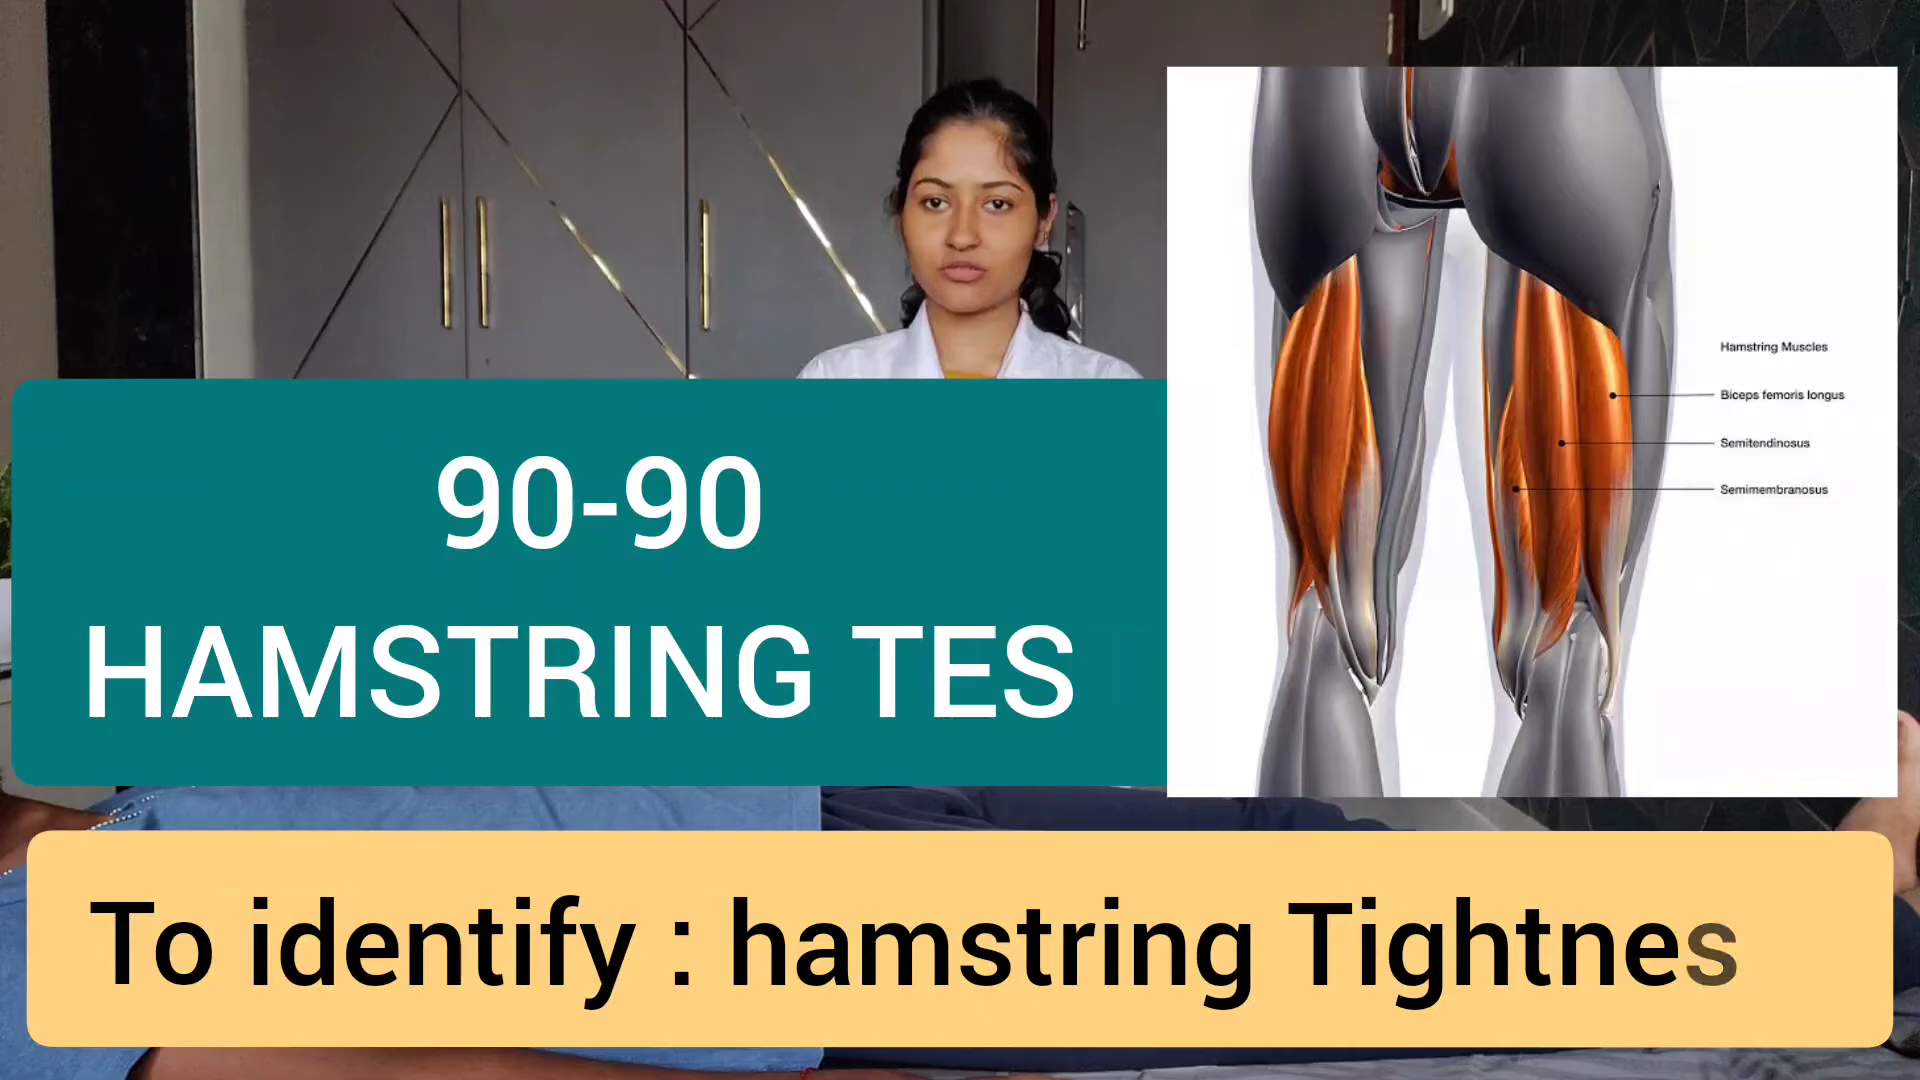 90-90
HAMSTRING TES
Hamstring Muscles
Biceps femoris longus
Semitendinosus
Semimembranosus
To identify : hamstring Tightnes